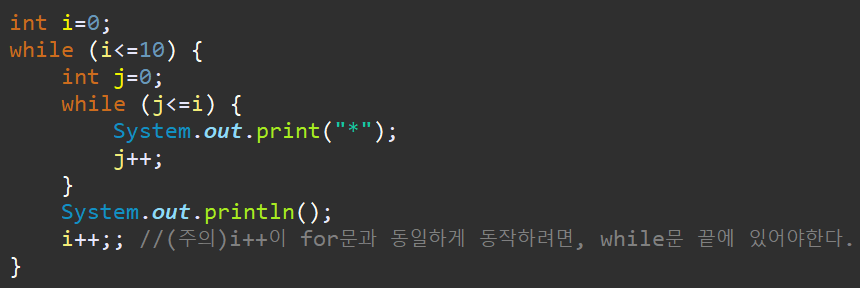 int i=0;
while (i<=10) {
    int j=0;
    while (j<=i) {
        System.out.print("*");
        j++;
    }
    System.out.println();
    i++;; //(주의)i++이 for문과 동일하게 동작하려면, while문 끝에 있어야한다.
}